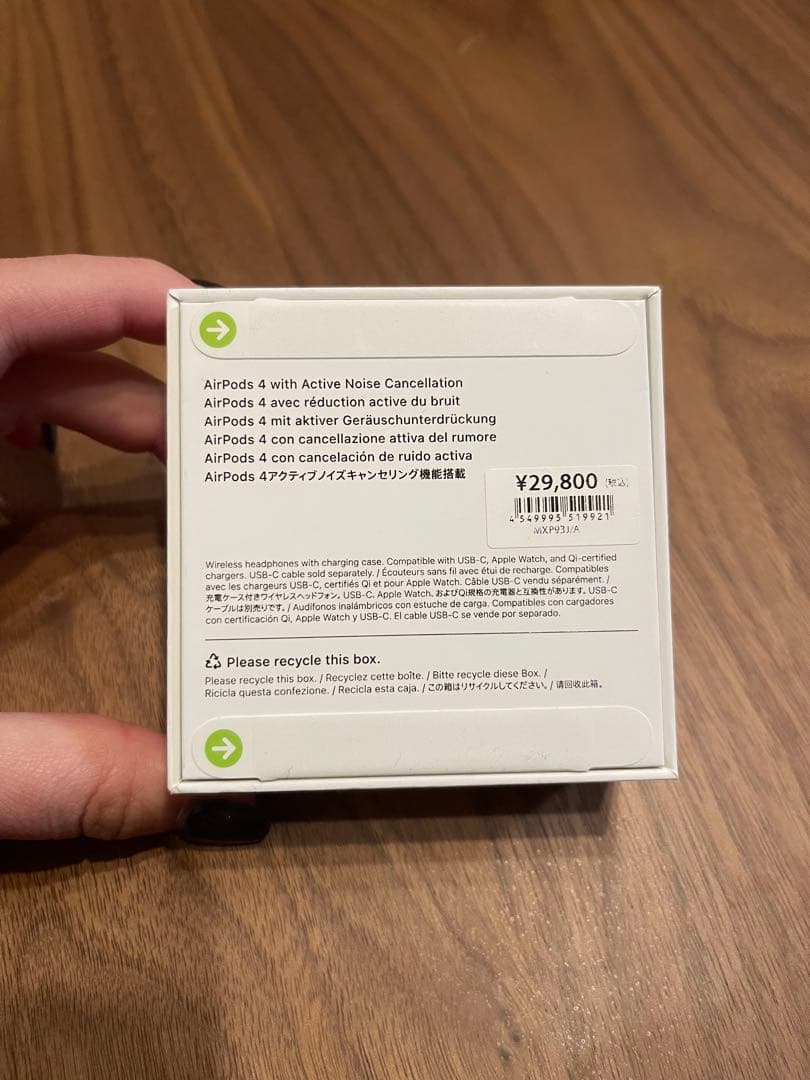 AirPods 4 with Active Noise Cancellation
AirPods 4 avec réduction active du bruit
AirPods 4 mit aktiver Geräuschunterdrückung
AirPods 4 con cancellazione attiva del rumore
AirPods 4 con cancelación de ruido activa
AirPods 4アクティブノイズキャンセリング機能搭載
¥29,800 (税込)
4 549995 519921
MXP93J/A
Wireless headphones with charging case. Compatible with USB-C, Apple Watch, and Qi-certified
chargers. USB-C cable sold separately. / Écouteurs sans fil avec étui de recharge. Compatibles
avec les chargeurs USB-C, certifiés Qi et pour Apple Watch. Câble USB-C vendu séparément. /
充電ケース付きワイヤレスヘッドフォン。USB-C、Apple Watch、およびQi規格の充電器と互換性があります。USB-C
ケーブルは別売りです。/ Audífonos inalámbricos con estuche de carga. Compatibles con cargadores
con certificación Qi, Apple Watch y USB-C. El cable USB-C se vende por separado.
Please recycle this box.
Please recycle this box. / Recyclez cette boîte. / Bitte recycle diese Box. /
Ricicla questa confezione. / Recicla esta caja. / この箱はリサイクルしてください。/ 请回收此箱。